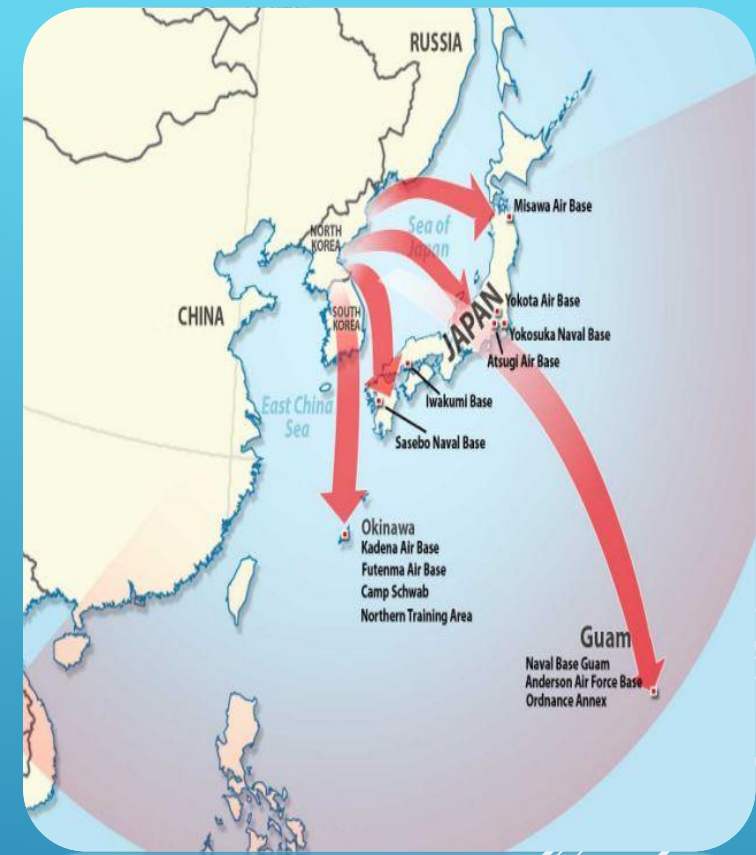 RUSSIA
Misawa Air Base
Sea of
Japan
NORTH
KOREA
CHINA
SOUTH
KOREA
JAPAN
Yokota Air Base
Yokosuka Naval Base
Atsugi Air Base
Iwakumi Base
East China
Sea
Sasebo Naval Base
Okinawa
Kadena Air Base
Futenma Air Base
Camp Schwab
Northern Training Area
Guam
Naval Base Guam
Anderson Air Force Base
Ordnance Annex